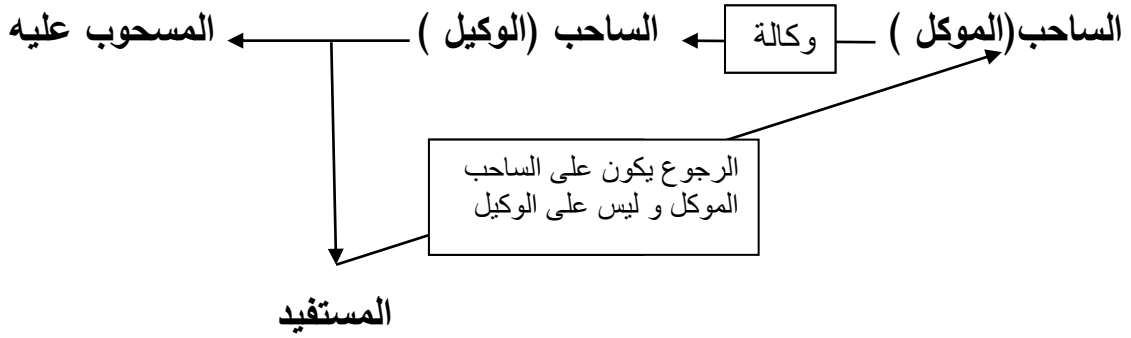 الساحب(الموكل ) وكالة الساحب (الوكيل ) المسحوب عليه
الرجوع يكون على الساحب
الموكل و ليس على الوكيل
المستفيد